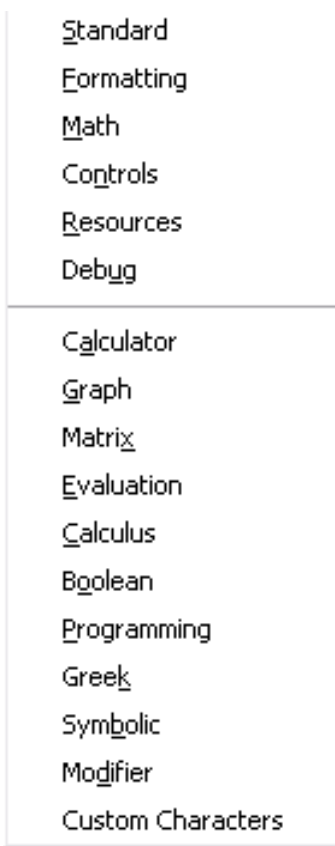 Standard
Formatting
Math
Controls
Resources
Debug
Calculator
Graph
Matrix
Evaluation
Calculus
Boolean
Programming
Greek
Symbolic
Modifier
Custom Characters